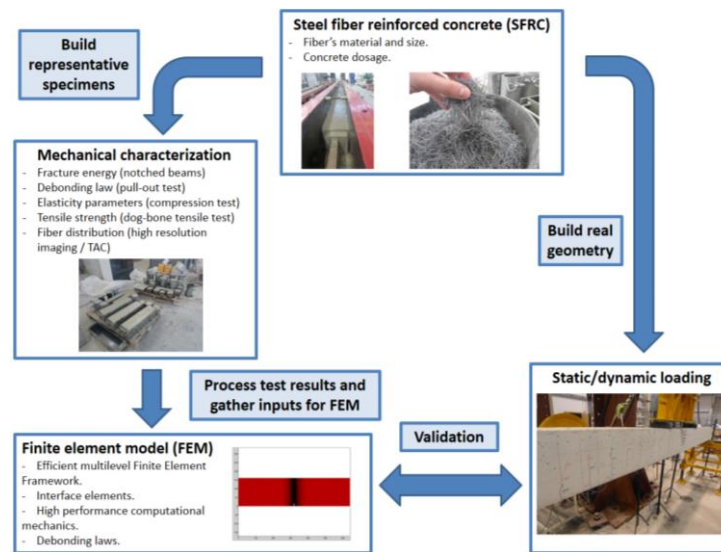 Steel fiber reinforced concrete (SFRC)
- Fiber's material and size.
- Concrete dosage.
Build
representative
specimens
Mechanical characterization
- Fracture energy (notched beams)
- Debonding law (pull-out test)
- Elasticity parameters (compression test)
- Tensile strength (dog-bone tensile test)
- Fiber distribution (high resolution
imaging / TAC)
Build real
geometry
Process test results and
gather inputs for FEM
Static/dynamic loading
Finite element model (FEM)
- Efficient multilevel Finite Element
Framework.
- Interface elements.
- High performance computational
mechanics.
- Debonding laws.
Validation